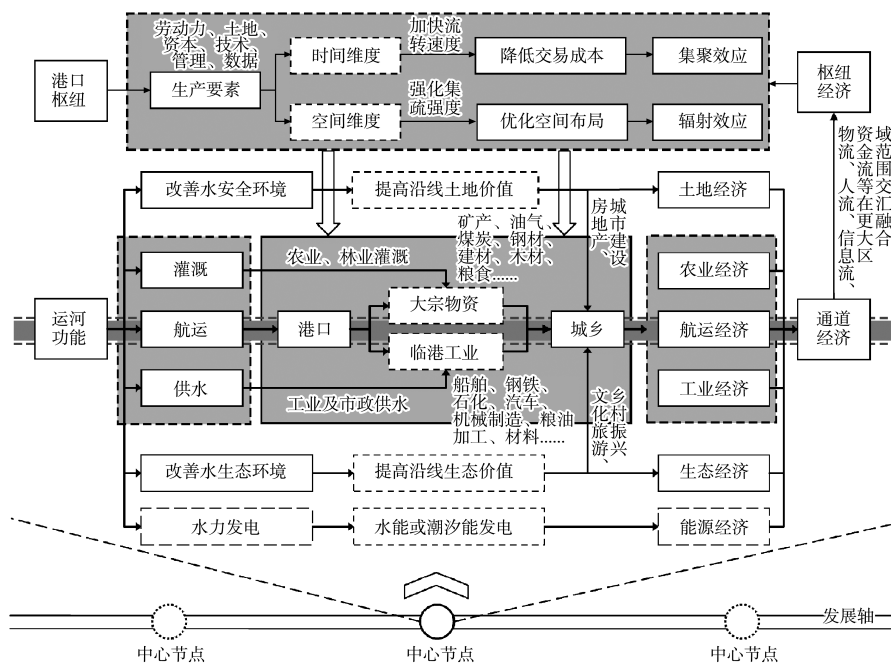 劳动力、土地、
资本、技术、
管理、数据
加快流
转速度
港口
枢纽
生产要素
时间维度
降低交易成本
集聚效应
枢纽
经济
强化集
疏强度
空间维度
优化空间布局
辐射效应
物流、人流、信息流、
资金流等在更大区
域范围交汇融合
改善水安全环境
提高沿线土地价值
土地经济
城市建设
房地产、
矿产、油气、
煤炭、钢材、
建材、木材、
粮食……
灌溉
农业、林业灌溉
大宗物资
农业经济
运河
功能
航运
港口
城乡
航运经济
通道
经济
临港工业
供水
工业及市政供水
工业经济
船舶、钢铁、
石化、汽车、
机械制造、粮油
加工、材料……
乡村振兴、
文化旅游、
改善水生态环境
提高沿线生态价值
生态经济
水力发电
水能或潮汐能发电
能源经济
发展轴
中心节点
中心节点
中心节点